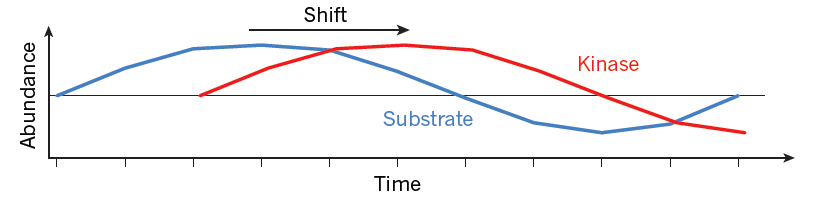 Shift
Abundance
Kinase
Substrate
Time